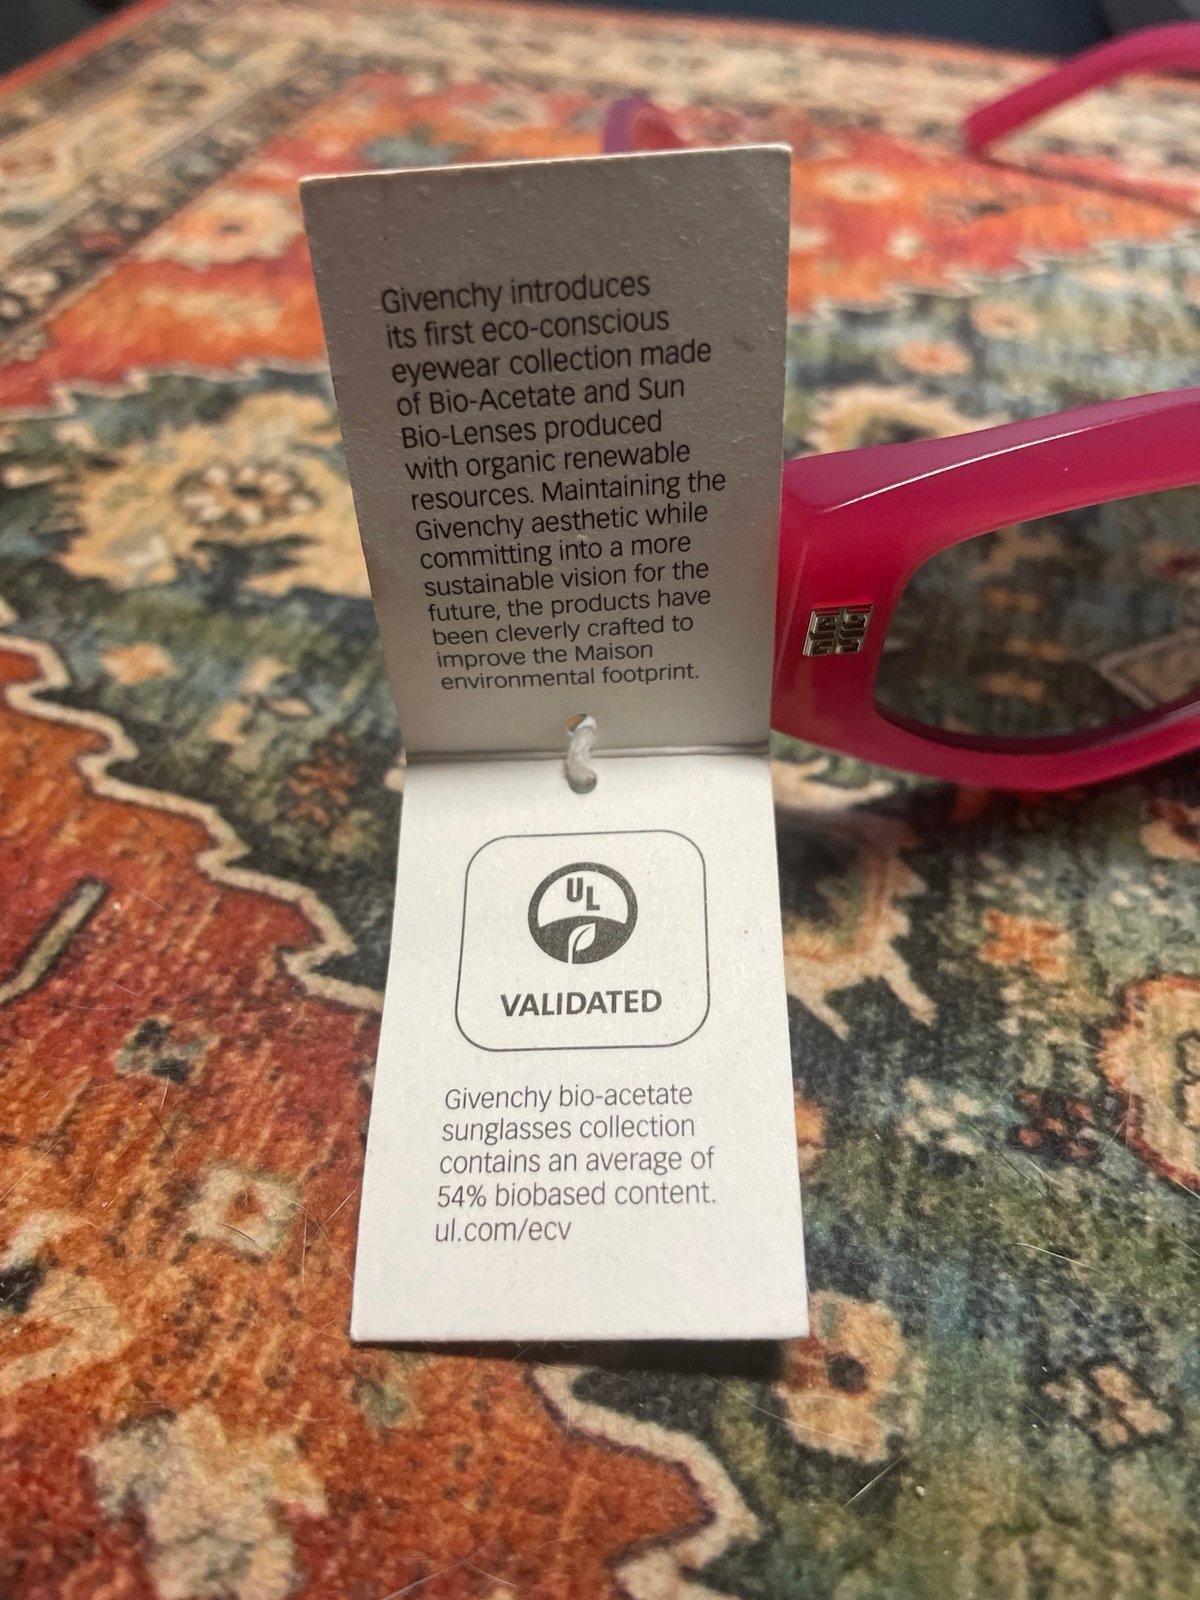 Givenchy introduces
its first eco-conscious
eyewear collection made
of Bio-Acetate and Sun
Bio-Lenses produced
with organic renewable
resources. Maintaining the
Givenchy aesthetic while
committing into a more
sustainable vision for the
future, the products have
been cleverly crafted to
improve the Maison
environmental footprint.
UL
VALIDATED
Givenchy bio-acetate
sunglasses collection
contains an average of
54% biobased content.
ul.com/ecv